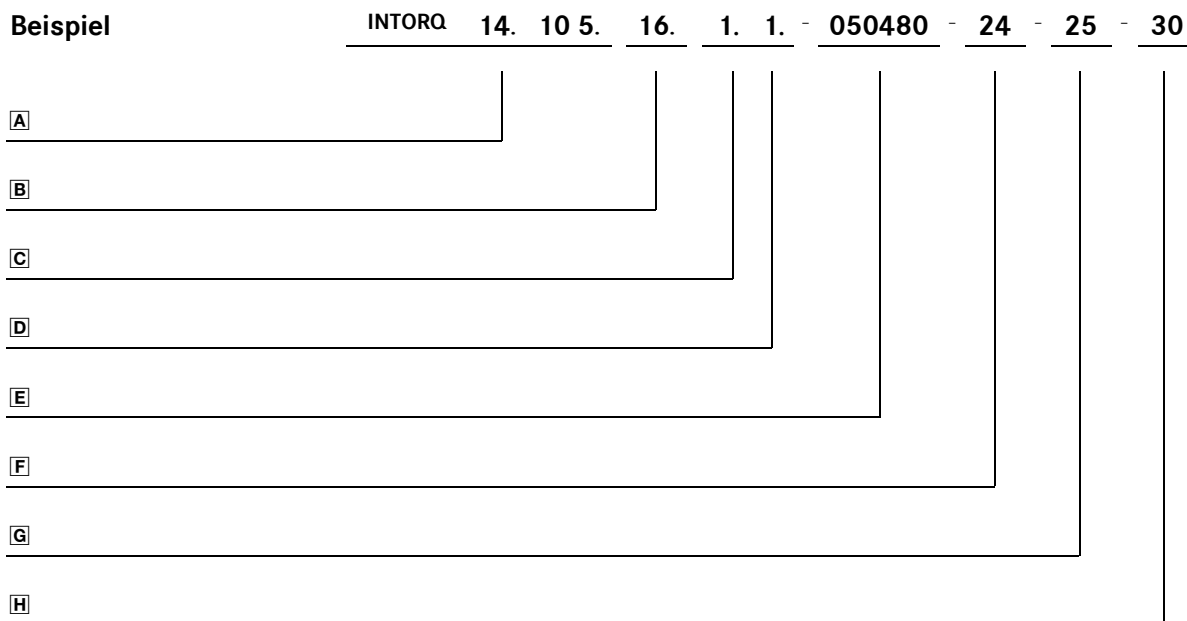 Beispiel INTORQ 14. 10 5. 16. 1. 1. - 050480 - 24 - 25 - 30
A
B
C
D
E
F
G
H